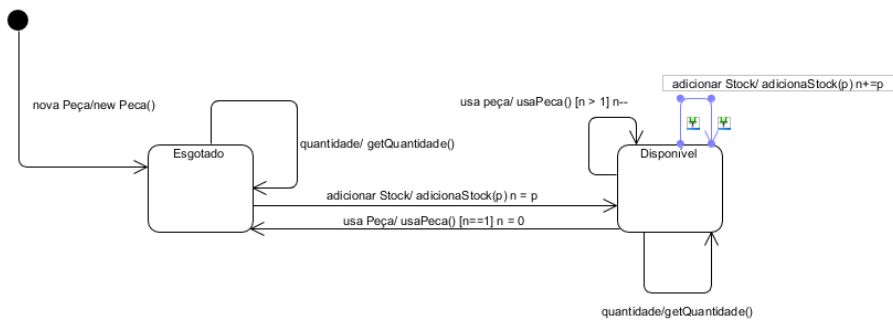 adicionar Stock/ adicionaStock(p) n+=p
nova Peça/new Peca()
usa peça/ usaPeca() [n > 1] n--
quantidade/ getQuantidade()
Esgotado
Disponível
adicionar Stock/ adicionaStock(p) n = p
usa Peça/ usaPeca() [n==1] n = 0
quantidade/getQuantidade()